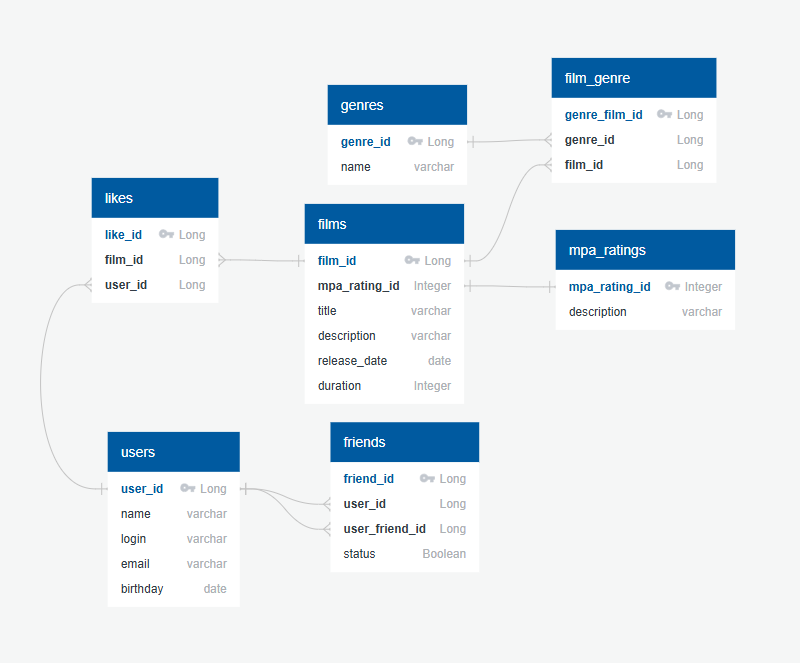 genres
genre_id Long
name varchar
film_genre
genre_film_id Long
genre_id Long
film_id Long
likes
like_id Long
film_id Long
user_id Long
films
film_id Long
mpa_rating_id Integer
title varchar
description varchar
release_date date
duration Integer
mpa_ratings
mpa_rating_id Integer
description varchar
users
user_id Long
name varchar
login varchar
email varchar
birthday date
friends
friend_id Long
user_id Long
user_friend_id Long
status Boolean